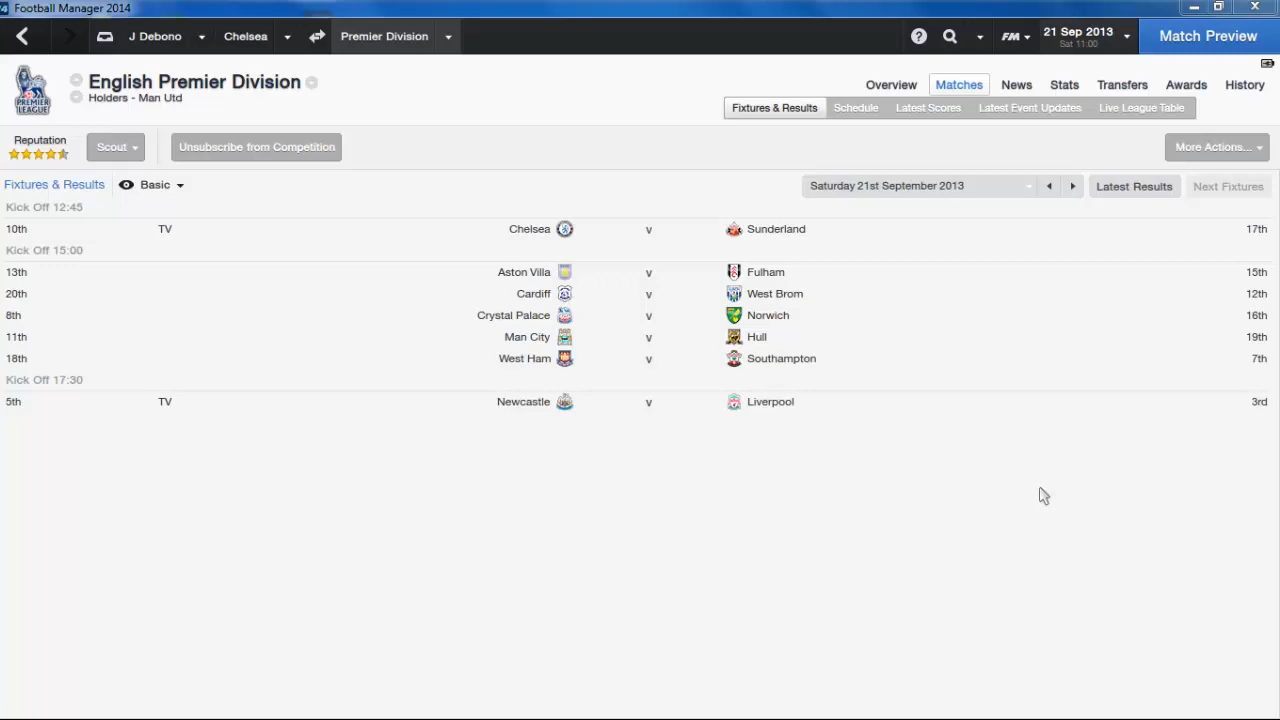 Football Manager 2014
J Debono Chelsea Premier Division FM 21 Sep 2013 Sat 11:00 Match Preview
English Premier Division
Holders - Man Utd
Overview Matches News Stats Transfers Awards History
Fixtures & Results Schedule Latest Scores Latest Event Updates Live League Table
Reputation Scout Unsubscribe from Competition More Actions...
Fixtures & Results Basic Saturday 21st September 2013 Latest Results Next Fixtures
Kick Off 12:45
10th TV Chelsea v Sunderland 17th
Kick Off 15:00
13th Aston Villa v Fulham 15th
20th Cardiff v West Brom 12th
8th Crystal Palace v Norwich 16th
11th Man City v Hull 19th
18th West Ham v Southampton 7th
Kick Off 17:30
5th TV Newcastle v Liverpool 3rd